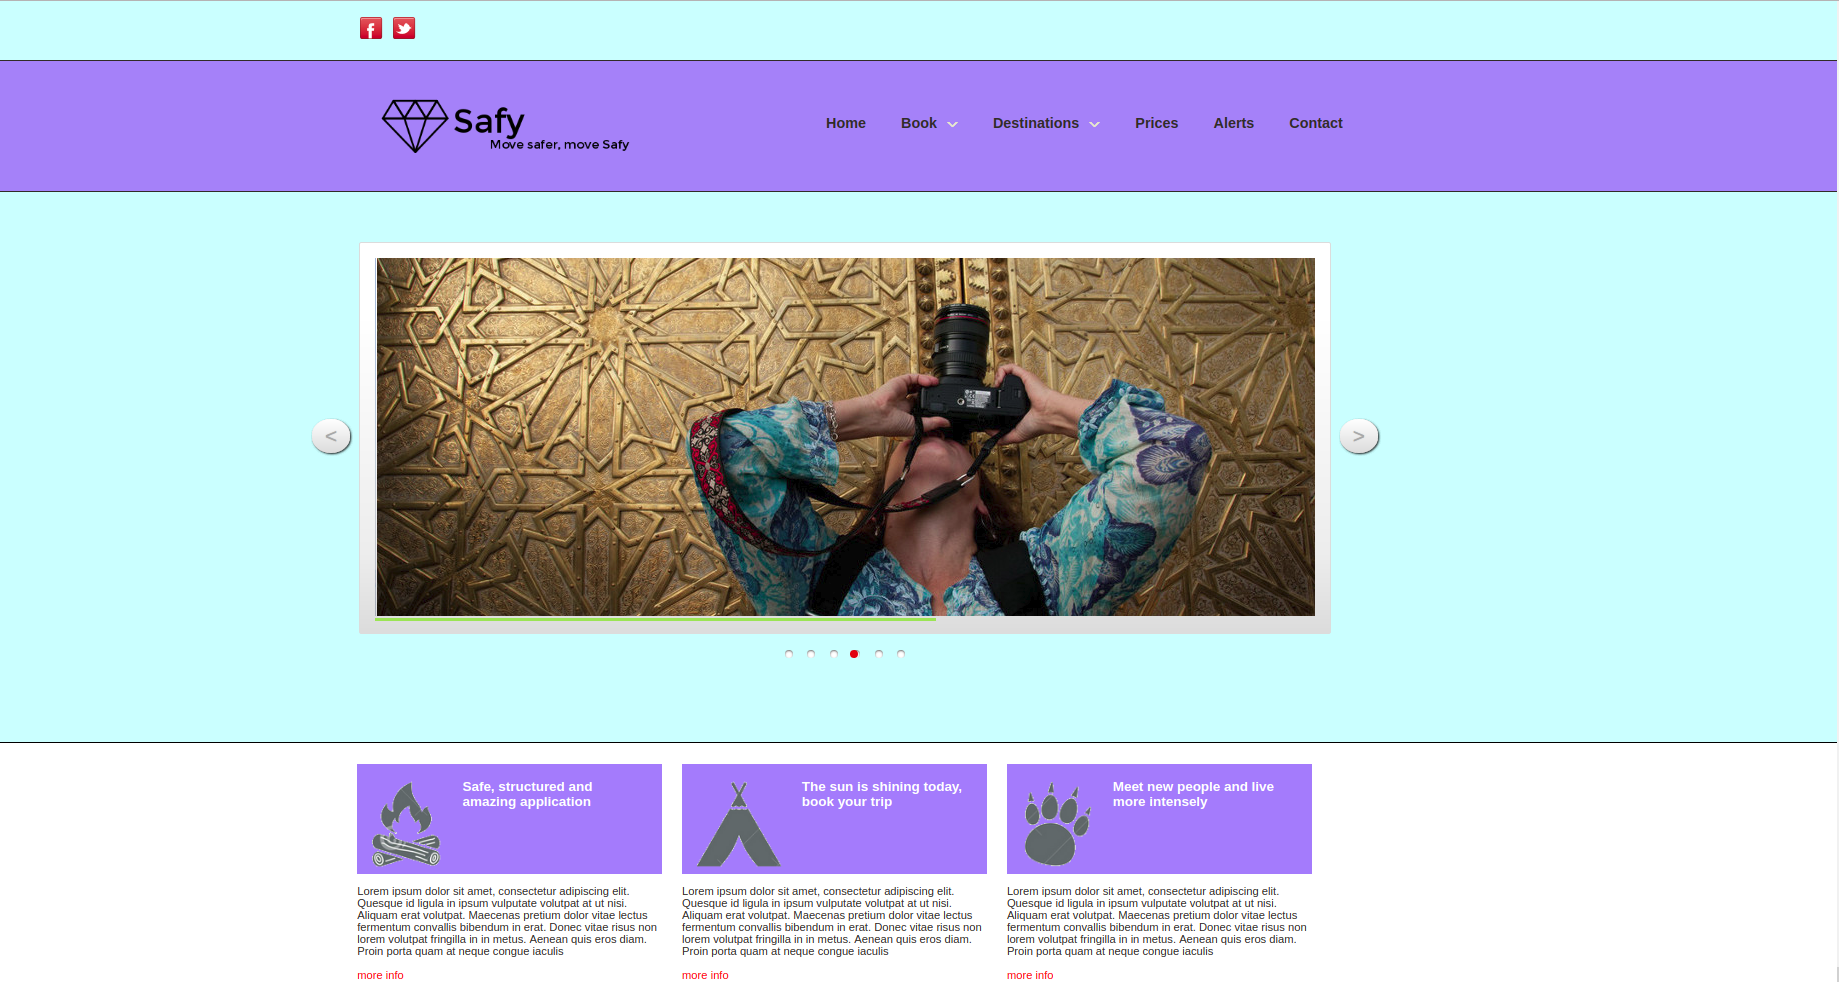 Safy
Move safer, move Safy
Home Book Destinations Prices Alerts Contact
<
>
Safe, structured and
amazing application
The sun is shining today,
book your trip
Meet new people and live
more intensely
Lorem ipsum dolor sit amet, consectetur adipiscing elit.
Quesque id ligula in ipsum vulputate volutpat at ut nisi.
Aliquam erat volutpat. Maecenas pretium dolor vitae lectus
fermentum convallis bibendum in erat. Donec vitae risus non
lorem volutpat fringilla in in metus. Aenean quis eros diam.
Proin porta quam at neque congue iaculis
more info
Lorem ipsum dolor sit amet, consectetur adipiscing elit.
Quesque id ligula in ipsum vulputate volutpat at ut nisi.
Aliquam erat volutpat. Maecenas pretium dolor vitae lectus
fermentum convallis bibendum in erat. Donec vitae risus non
lorem volutpat fringilla in in metus. Aenean quis eros diam.
Proin porta quam at neque congue iaculis
more info
Lorem ipsum dolor sit amet, consectetur adipiscing elit.
Quesque id ligula in ipsum vulputate volutpat at ut nisi.
Aliquam erat volutpat. Maecenas pretium dolor vitae lectus
fermentum convallis bibendum in erat. Donec vitae risus non
lorem volutpat fringilla in in metus. Aenean quis eros diam.
Proin porta quam at neque congue iaculis
more info